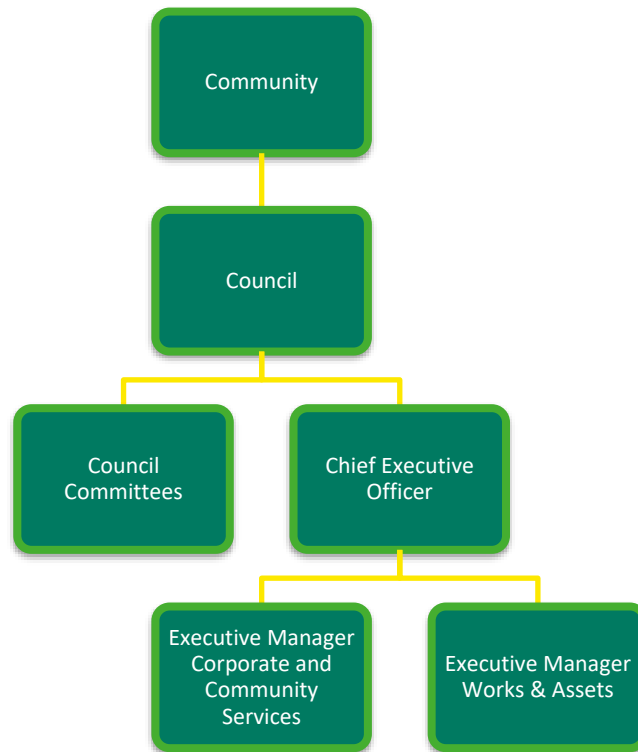 Community
Council
Council
Committees
Chief Executive
Officer
Executive Manager
Corporate and
Community
Services
Executive Manager
Works & Assets